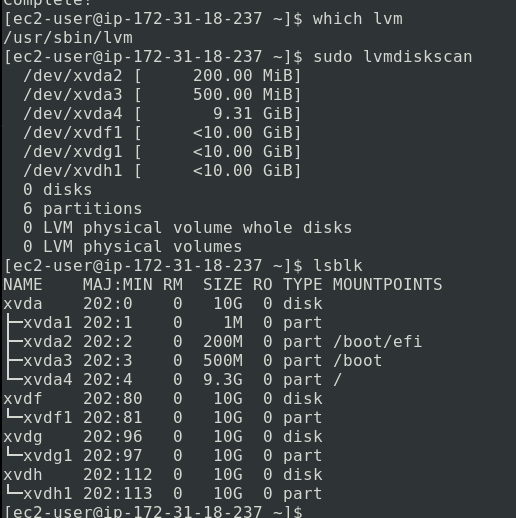 Complete!
[ec2-user@ip-172-31-18-237 ~]$ which lvm
/usr/sbin/lvm
[ec2-user@ip-172-31-18-237 ~]$ sudo lvmdiskscan
  /dev/xvda2 [     200.00 MiB]
  /dev/xvda3 [     500.00 MiB]
  /dev/xvda4 [       9.31 GiB]
  /dev/xvdf1 [     <10.00 GiB]
  /dev/xvdg1 [     <10.00 GiB]
  /dev/xvdh1 [     <10.00 GiB]
  0 disks
  6 partitions
  0 LVM physical volume whole disks
  0 LVM physical volumes
[ec2-user@ip-172-31-18-237 ~]$ lsblk
NAME    MAJ:MIN RM  SIZE RO TYPE MOUNTPOINTS
xvda    202:0    0   10G  0 disk
├─xvda1 202:1    0    1M  0 part
├─xvda2 202:2    0  200M  0 part /boot/efi
├─xvda3 202:3    0  500M  0 part /boot
└─xvda4 202:4    0  9.3G  0 part /
xvdf    202:80   0   10G  0 disk
└─xvdf1 202:81   0   10G  0 part
xvdg    202:96   0   10G  0 disk
└─xvdg1 202:97   0   10G  0 part
xvdh    202:112  0   10G  0 disk
└─xvdh1 202:113  0   10G  0 part
[ec2-user@ip-172-31-18-237 ~]$